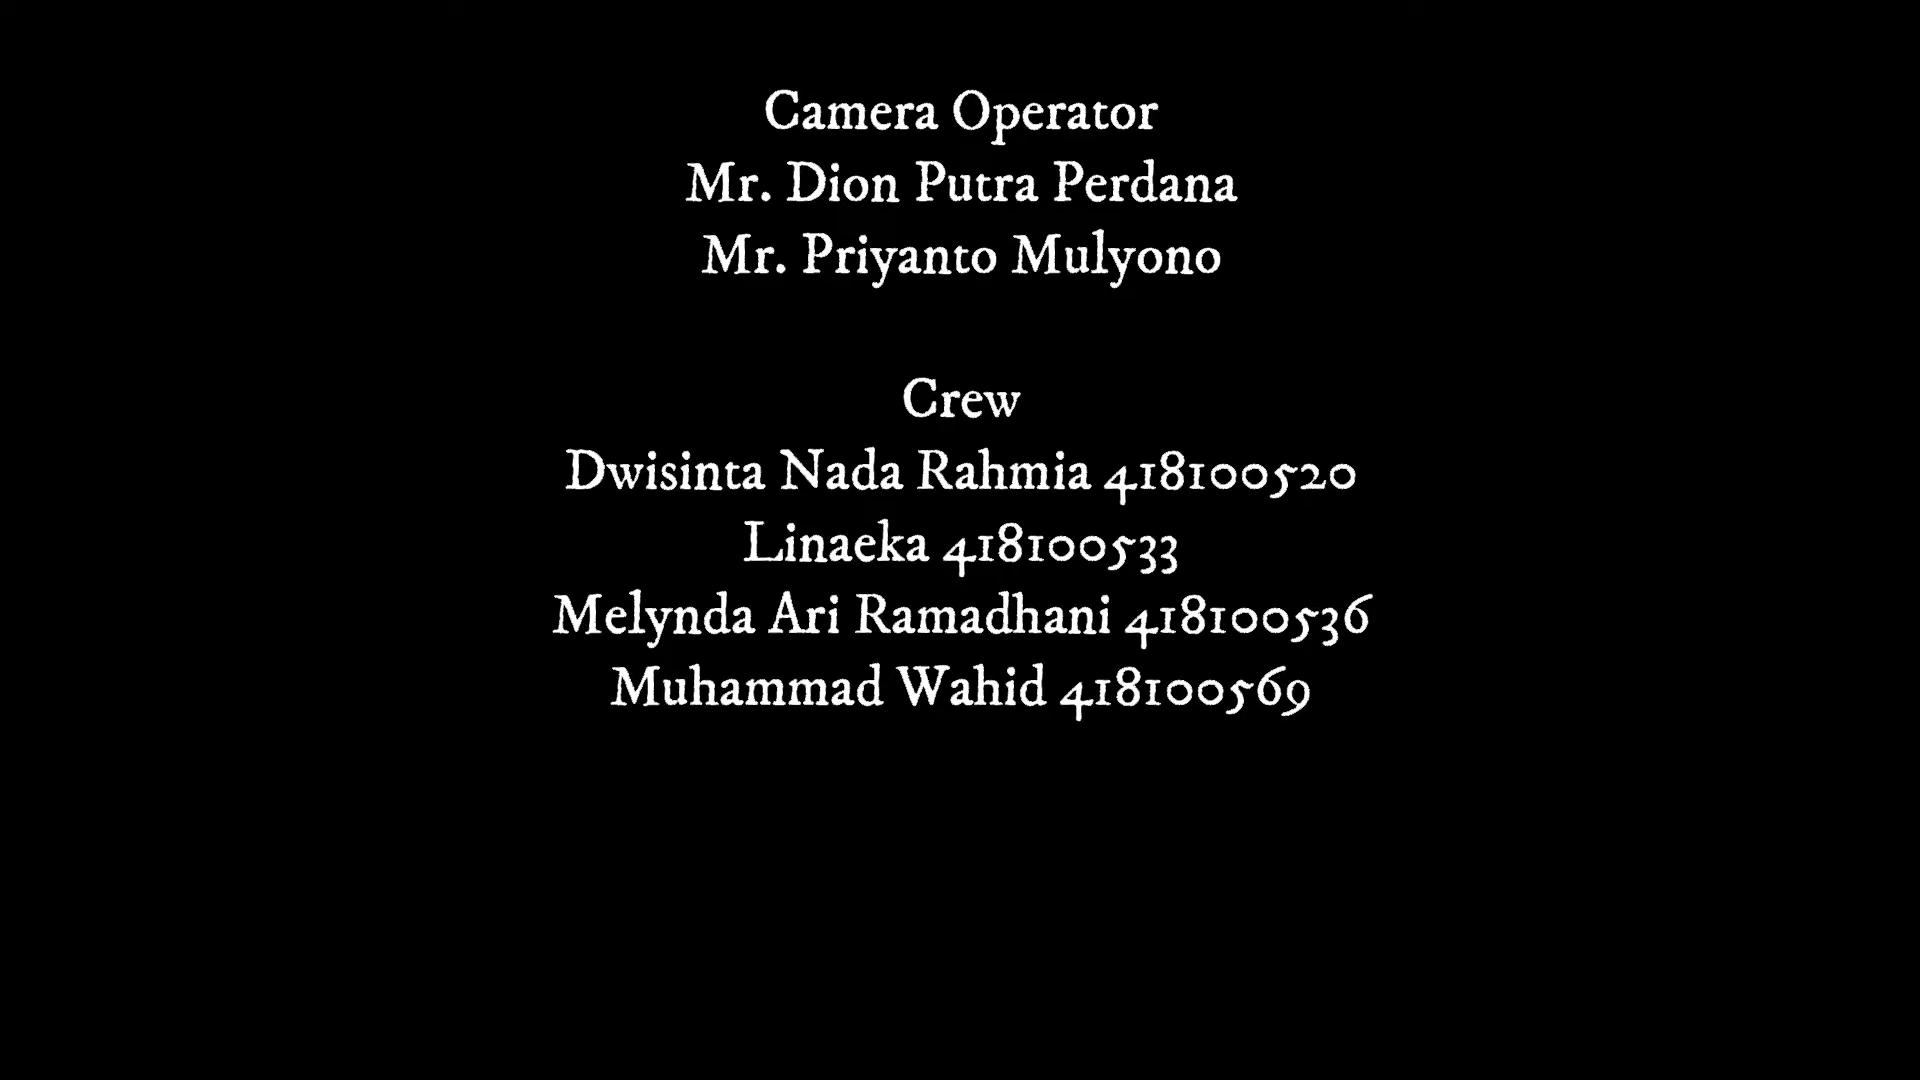 Camera Operator
Mr. Dion Putra Perdana
Mr. Priyanto Mulyono
Crew
Dwisinta Nada Rahmia 418100520
Linaeka 418100533
Melynda Ari Ramadhani 418100536
Muhammad Wahid 418100569